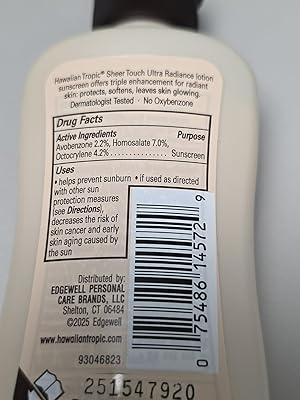 Hawaiian Tropic® Sheer Touch Ultra Radiance lotion
sunscreen offers triple enhancement for radiant
skin: protects, softens, leaves skin glowing.
Dermatologist Tested · No Oxybenzone
Drug Facts
Active Ingredients Purpose
Avobenzone 2.2%, Homosalate 7.0%,
Octocrylene 4.2% .................... Sunscreen
Uses
• helps prevent sunburn • if used as directed
with other sun
protection measures
(see Directions),
decreases the risk of
skin cancer and early
skin aging caused by
the sun
0 75486 14572 9
Distributed by:
EDGEWELL PERSONAL
CARE BRANDS, LLC
Shelton, CT 06484
©2025 Edgewell
www.hawaiiantropic.com
93046823
251547920